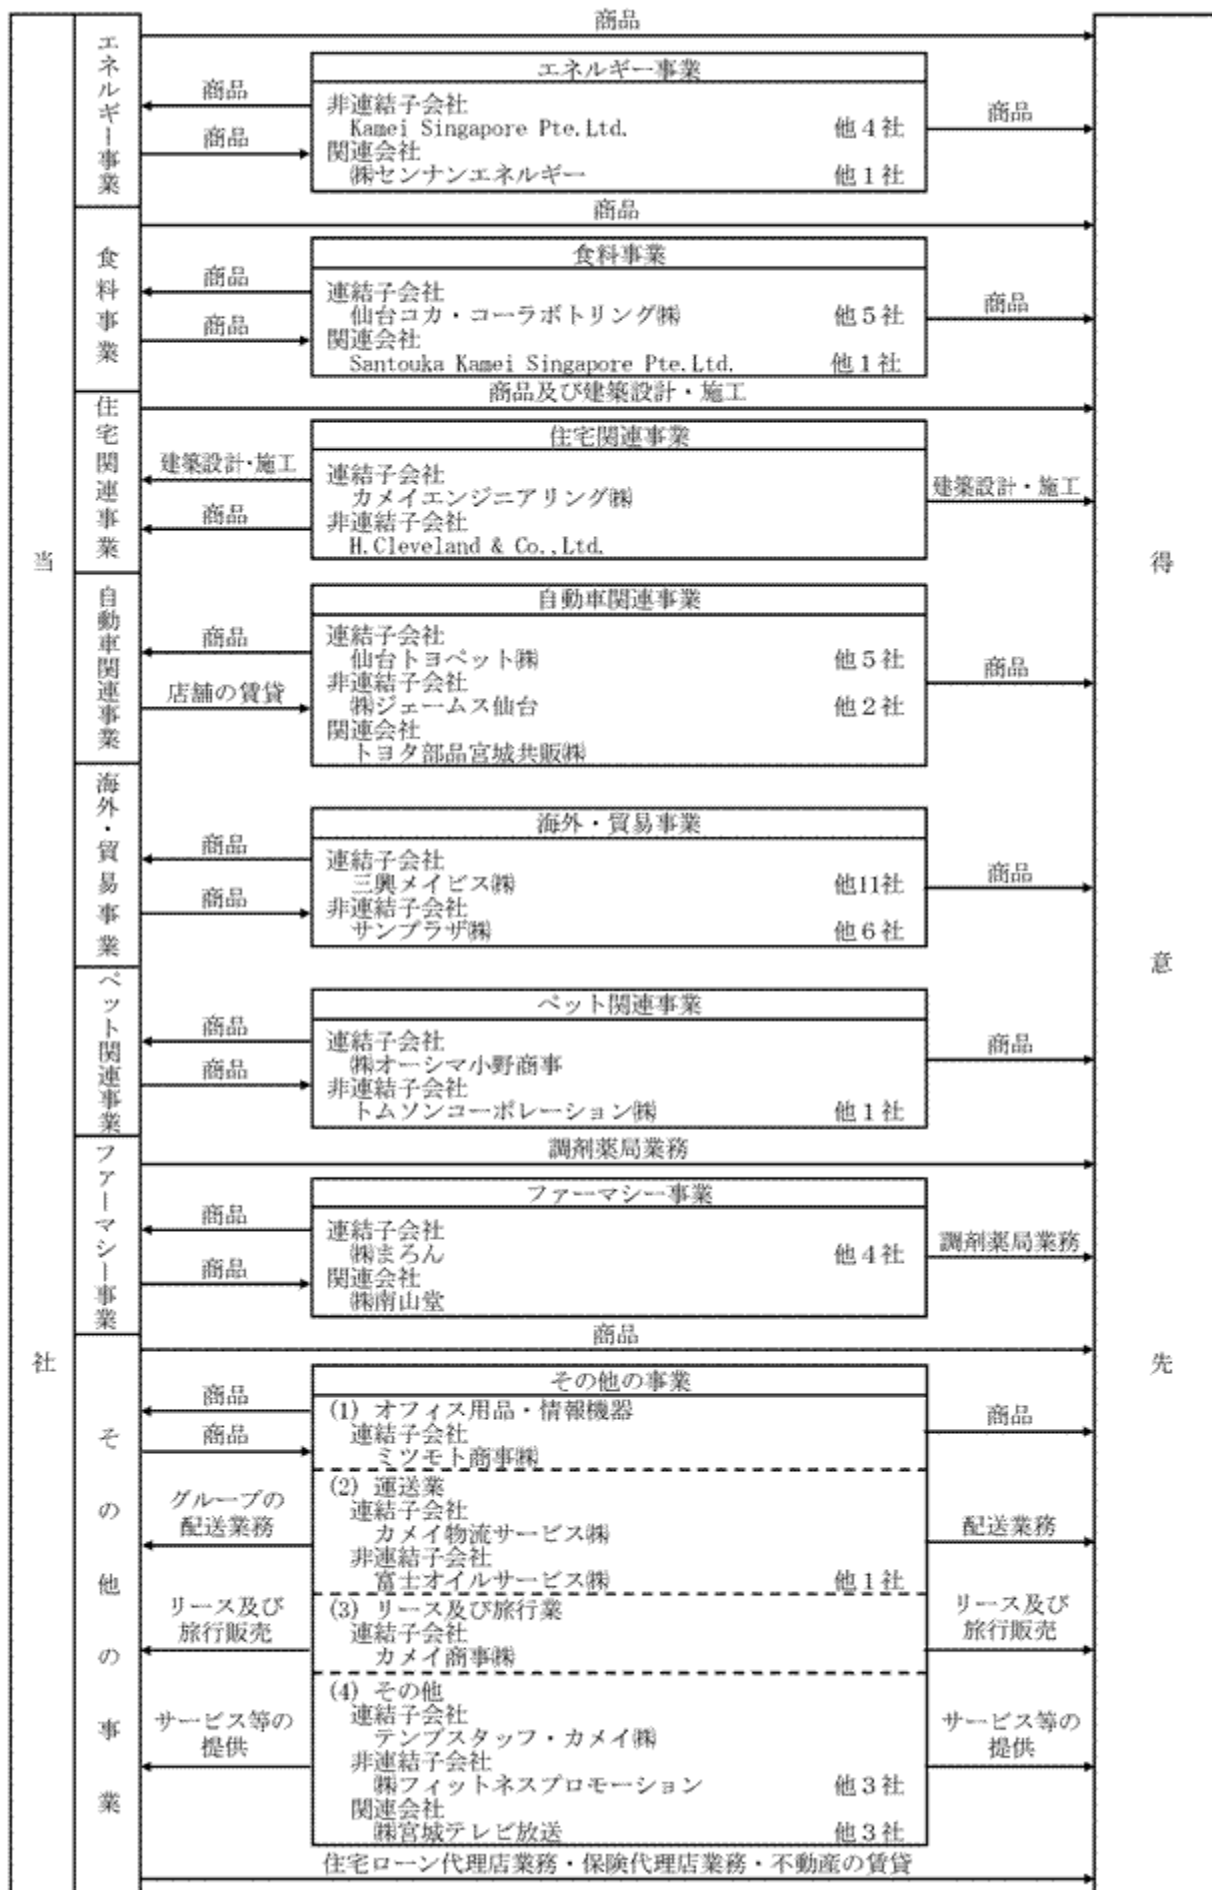 当社
得意先
エネルギー事業
商品
エネルギー事業
商品
商品
非連結子会社
Kamei Singapore Pte.Ltd. 他4社
関連会社
㈱センナンエネルギー 他1社
商品
食料事業
商品
食料事業
商品
商品
連結子会社
仙台コカ・コーラボトリング㈱ 他5社
関連会社
Santouka Kamei Singapore Pte.Ltd. 他1社
商品
住宅関連事業
商品及び建築設計・施工
住宅関連事業
建築設計・施工
商品
連結子会社
カメイエンジニアリング㈱
非連結子会社
H.Cleveland & Co.,Ltd.
建築設計・施工
自動車関連事業
自動車関連事業
商品
店舗の賃貸
連結子会社
仙台トヨペット㈱ 他5社
非連結子会社
㈱ジェームス仙台 他2社
関連会社
トヨタ部品宮城共販㈱
商品
海外・貿易事業
海外・貿易事業
商品
商品
連結子会社
三興メイビス㈱ 他11社
非連結子会社
サンプラザ㈱ 他6社
商品
ペット関連事業
ペット関連事業
商品
商品
連結子会社
㈱オーシマ小野商事
非連結子会社
トムソンコーポレーション㈱ 他1社
商品
ファーマシー事業
調剤薬局業務
ファーマシー事業
商品
商品
連結子会社
㈱まろん 他4社
関連会社
㈱南山堂
調剤薬局業務
その他の事業
商品
その他の事業
商品
商品
(1) オフィス用品・情報機器
連結子会社
ミツモト商事㈱
商品
グループの
配送業務
(2) 運送業
連結子会社
カメイ物流サービス㈱
非連結子会社
富士オイルサービス㈱ 他1社
配送業務
リース及び
旅行販売
(3) リース及び旅行業
連結子会社
カメイ商事㈱
リース及び
旅行販売
サービス等の
提供
(4) その他
連結子会社
テンプスタッフ・カメイ㈱
非連結子会社
㈱フィットネスプロモーション 他3社
関連会社
㈱宮城テレビ放送 他3社
サービス等の
提供
住宅ローン代理店業務・保険代理店業務・不動産の賃貸